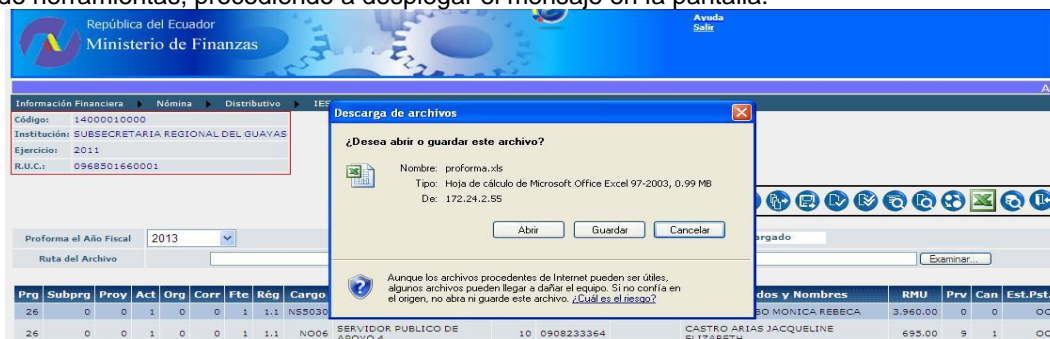 de herramientas, procediendo a desplegar el mensaje en la pantalla.
República del Ecuador
Ministerio de Finanzas
Ayuda
Salir
Información Financiera Nómina Distributivo
Código: 14000010000
Institución: SUBSECRETARIA REGIONAL DEL GUAYAS
Ejercicio: 2011
R.U.C.: 0968501660001
Descarga de archivos
¿Desea abrir o guardar este archivo?
Nombre: proforma.xls
Tipo: Hoja de cálculo de Microsoft Office Excel 97-2003, 0.99 MB
De: 172.24.2.55
Abrir Guardar Cancelar
Aunque los archivos procedentes de Internet pueden ser útiles,
algunos archivos pueden llegar a dañar el equipo. Si no confía en
el origen, no abra ni guarde este archivo. ¿Cuál es el riesgo?
Proforma el Año Fiscal 2013
Ruta del Archivo Examinar...
Prg Subprg Proy Act Org Corr Fte Rég Cargo dos y Nombres RMU Prv Can Est.Pst.
26 0 0 1 0 0 1 1.1 NS5030 BO MONICA REBECA 3.960.00 0 0 OC
26 0 0 1 0 0 1 1.1 NO06 SERVIDOR PUBLICO DE 10 0908233364 CASTRO ARIAS JACQUELINE 695.00 9 1 OC